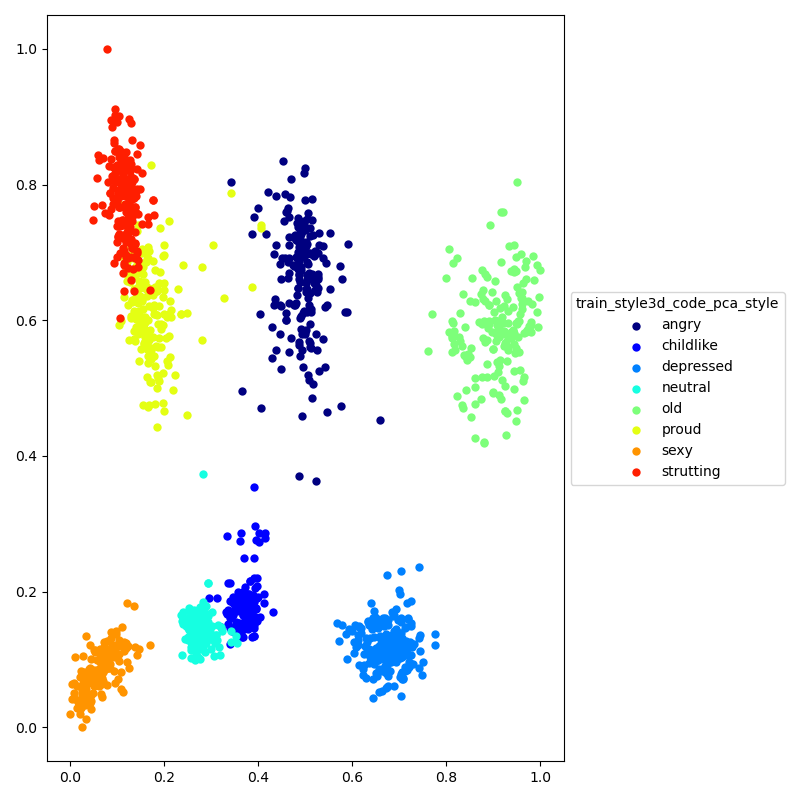 1.0
0.8
0.6
0.4
0.2
0.0
0.0 0.2 0.4 0.6 0.8 1.0
train_style3d_code_pca_style
angry
childlike
depressed
neutral
old
proud
sexy
strutting